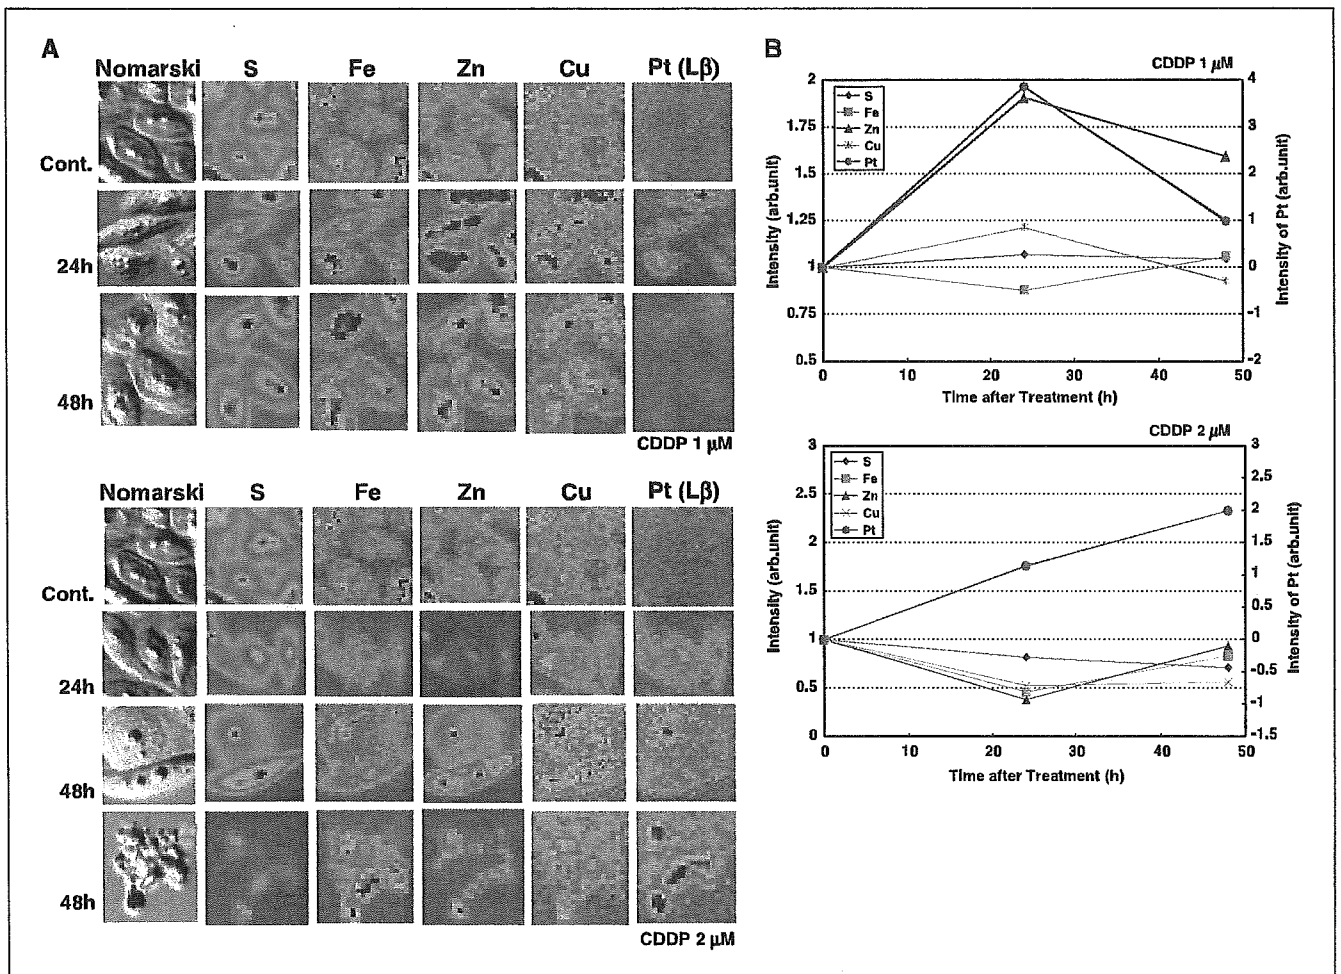 A
Nomarski S Fe Zn Cu Pt (Lβ)
Cont.
24h
48h
CDDP 1 μM
Nomarski S Fe Zn Cu Pt (Lβ)
Cont.
24h
48h
48h
CDDP 2 μM
B
CDDP 1 μM
2
1.75
1.5
1.25
1
0.75
0.5
4
3
2
1
0
-1
-2
S
Fe
Zn
Cu
Pt
Intensity (arb.unit)
Intensity of Pt (arb.unit)
0 10 20 30 40 50
Time after Treatment (h)
CDDP 2 μM
3
2.5
2
1.5
1
0.5
0
3
2.5
2
1.5
1
0.5
0
-0.5
-1
-1.5
S
Fe
Zn
Cu
Pt
Intensity (arb.unit)
Intensity of Pt (arb.unit)
0 10 20 30 40 50
Time after Treatment (h)